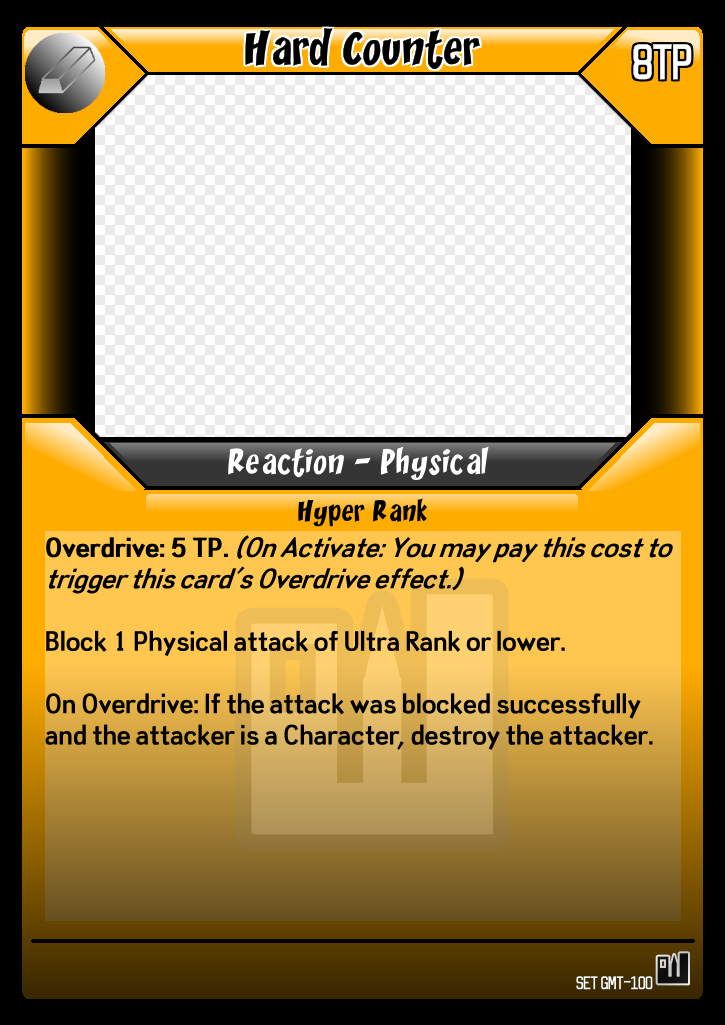 Hard Counter
8TP
Reaction - Physical
Hyper Rank
Overdrive: 5 TP. (On Activate: You may pay this cost to
trigger this card's Overdrive effect.)
Block 1 Physical attack of Ultra Rank or lower.
On Overdrive: If the attack was blocked successfully
and the attacker is a Character, destroy the attacker.
SET GMT-100